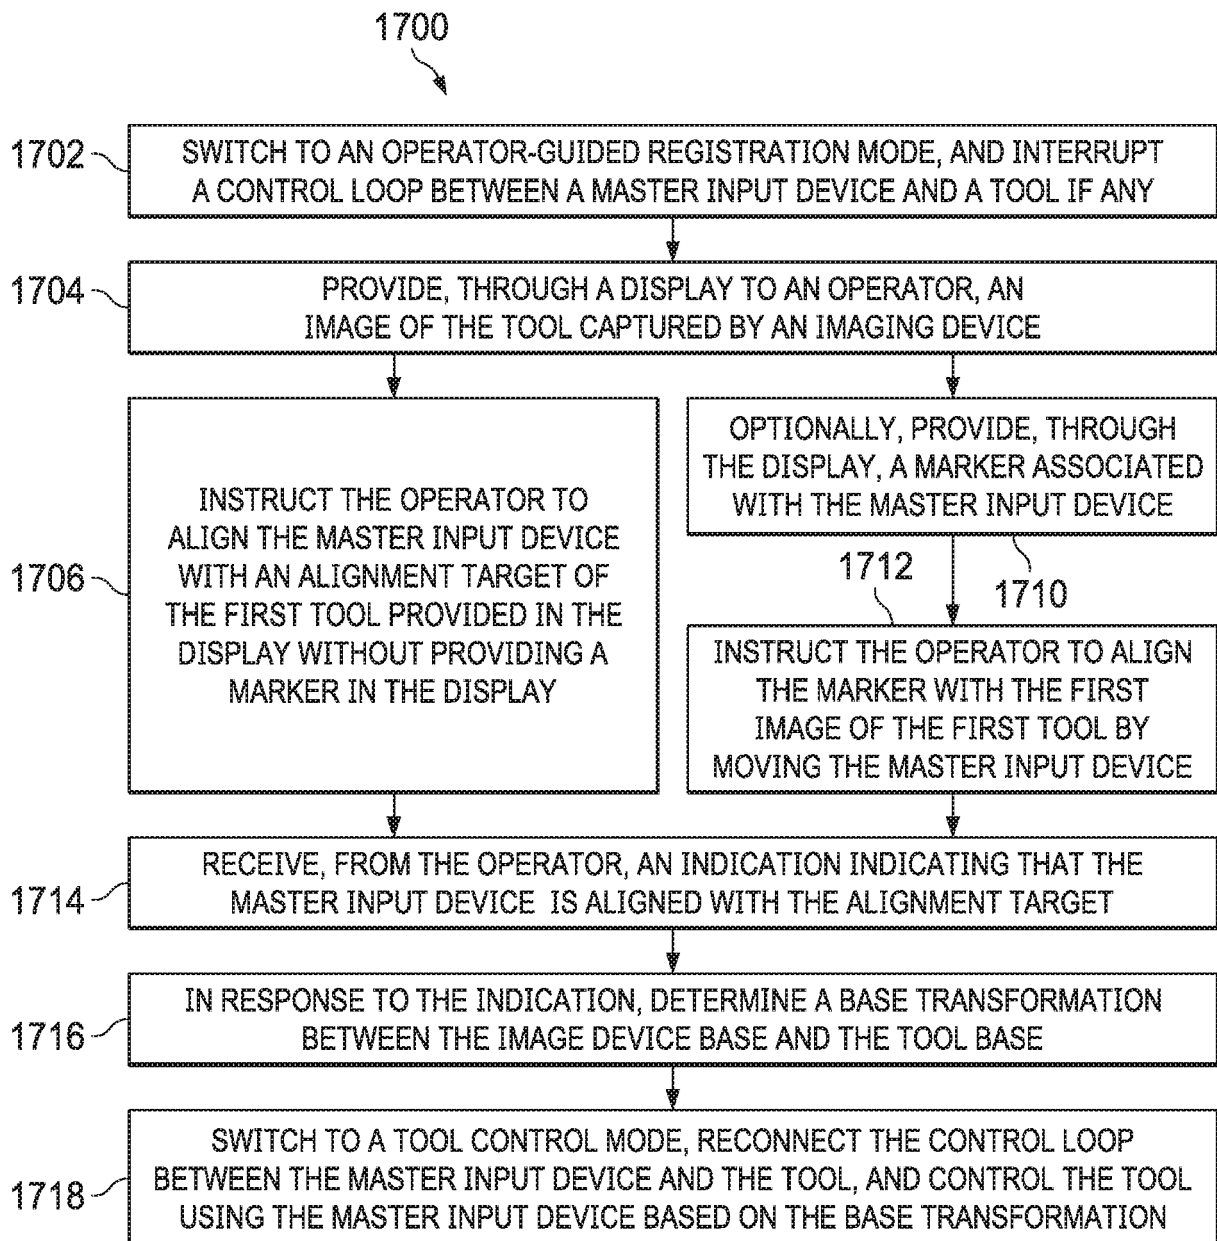 1700
1702
SWITCH TO AN OPERATOR-GUIDED REGISTRATION MODE, AND INTERRUPT
A CONTROL LOOP BETWEEN A MASTER INPUT DEVICE AND A TOOL IF ANY
1704
PROVIDE, THROUGH A DISPLAY TO AN OPERATOR, AN
IMAGE OF THE TOOL CAPTURED BY AN IMAGING DEVICE
1706
INSTRUCT THE OPERATOR TO
ALIGN THE MASTER INPUT DEVICE
WITH AN ALIGNMENT TARGET OF
THE FIRST TOOL PROVIDED IN THE
DISPLAY WITHOUT PROVIDING A
MARKER IN THE DISPLAY
OPTIONALLY, PROVIDE, THROUGH
THE DISPLAY, A MARKER ASSOCIATED
WITH THE MASTER INPUT DEVICE
1710
1712
INSTRUCT THE OPERATOR TO ALIGN
THE MARKER WITH THE FIRST
IMAGE OF THE FIRST TOOL BY
MOVING THE MASTER INPUT DEVICE
1714
RECEIVE, FROM THE OPERATOR, AN INDICATION INDICATING THAT THE
MASTER INPUT DEVICE IS ALIGNED WITH THE ALIGNMENT TARGET
1716
IN RESPONSE TO THE INDICATION, DETERMINE A BASE TRANSFORMATION
BETWEEN THE IMAGE DEVICE BASE AND THE TOOL BASE
1718
SWITCH TO A TOOL CONTROL MODE, RECONNECT THE CONTROL LOOP
BETWEEN THE MASTER INPUT DEVICE AND THE TOOL, AND CONTROL THE TOOL
USING THE MASTER INPUT DEVICE BASED ON THE BASE TRANSFORMATION